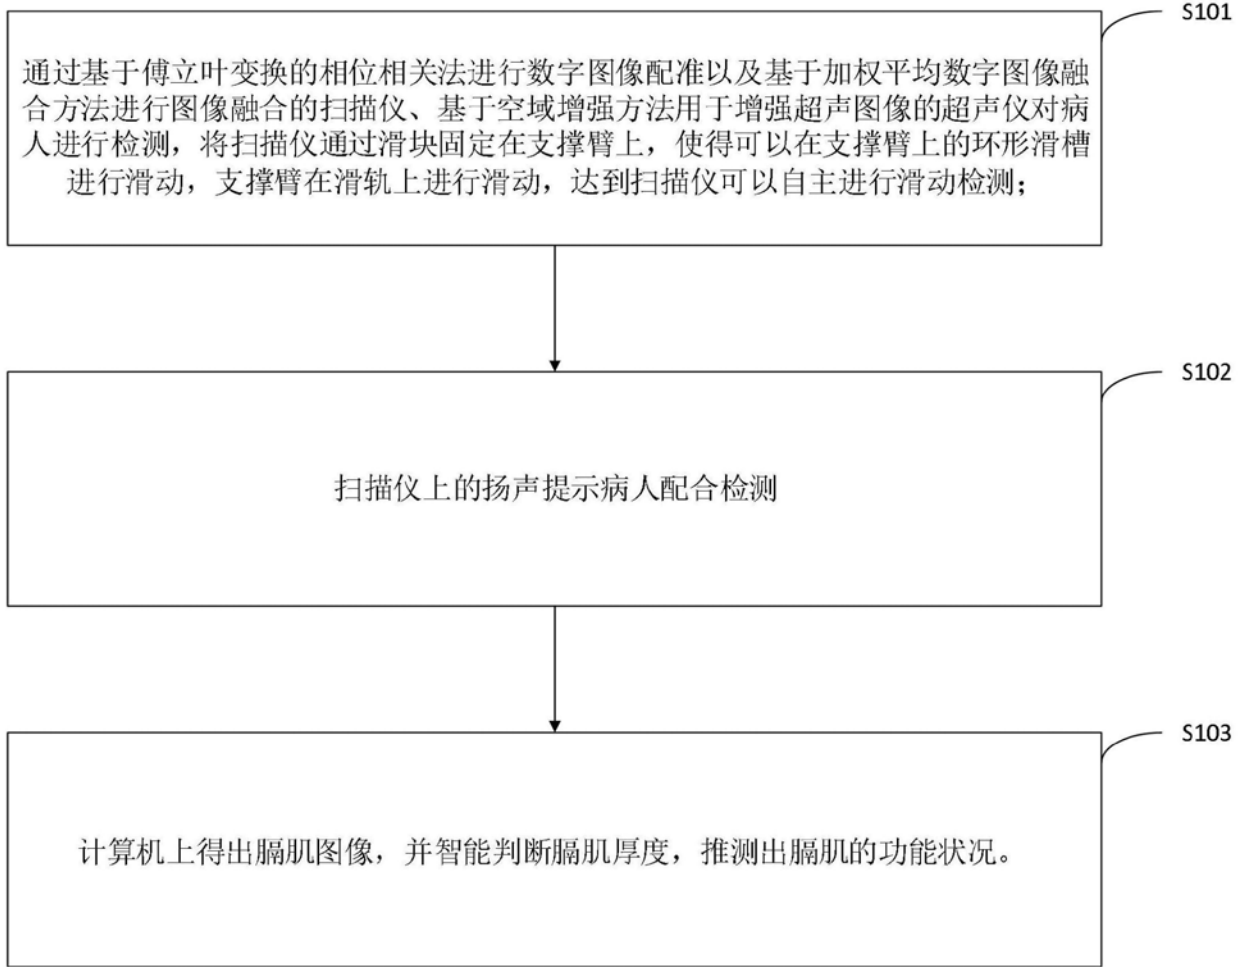 S101
通过基于傅立叶变换的相位相关法进行数字图像配准以及基于加权平均数字图像融
合方法进行图像融合的扫描仪、基于空域增强方法用于增强超声图像的超声仪对病
人进行检测，将扫描仪通过滑块固定在支撑臂上，使得可以在支撑臂上的环形滑槽
进行滑动，支撑臂在滑轨上进行滑动，达到扫描仪可以自主进行滑动检测；
S102
扫描仪上的扬声提示病人配合检测
S103
计算机上得出膈肌图像，并智能判断膈肌厚度，推测出膈肌的功能状况。